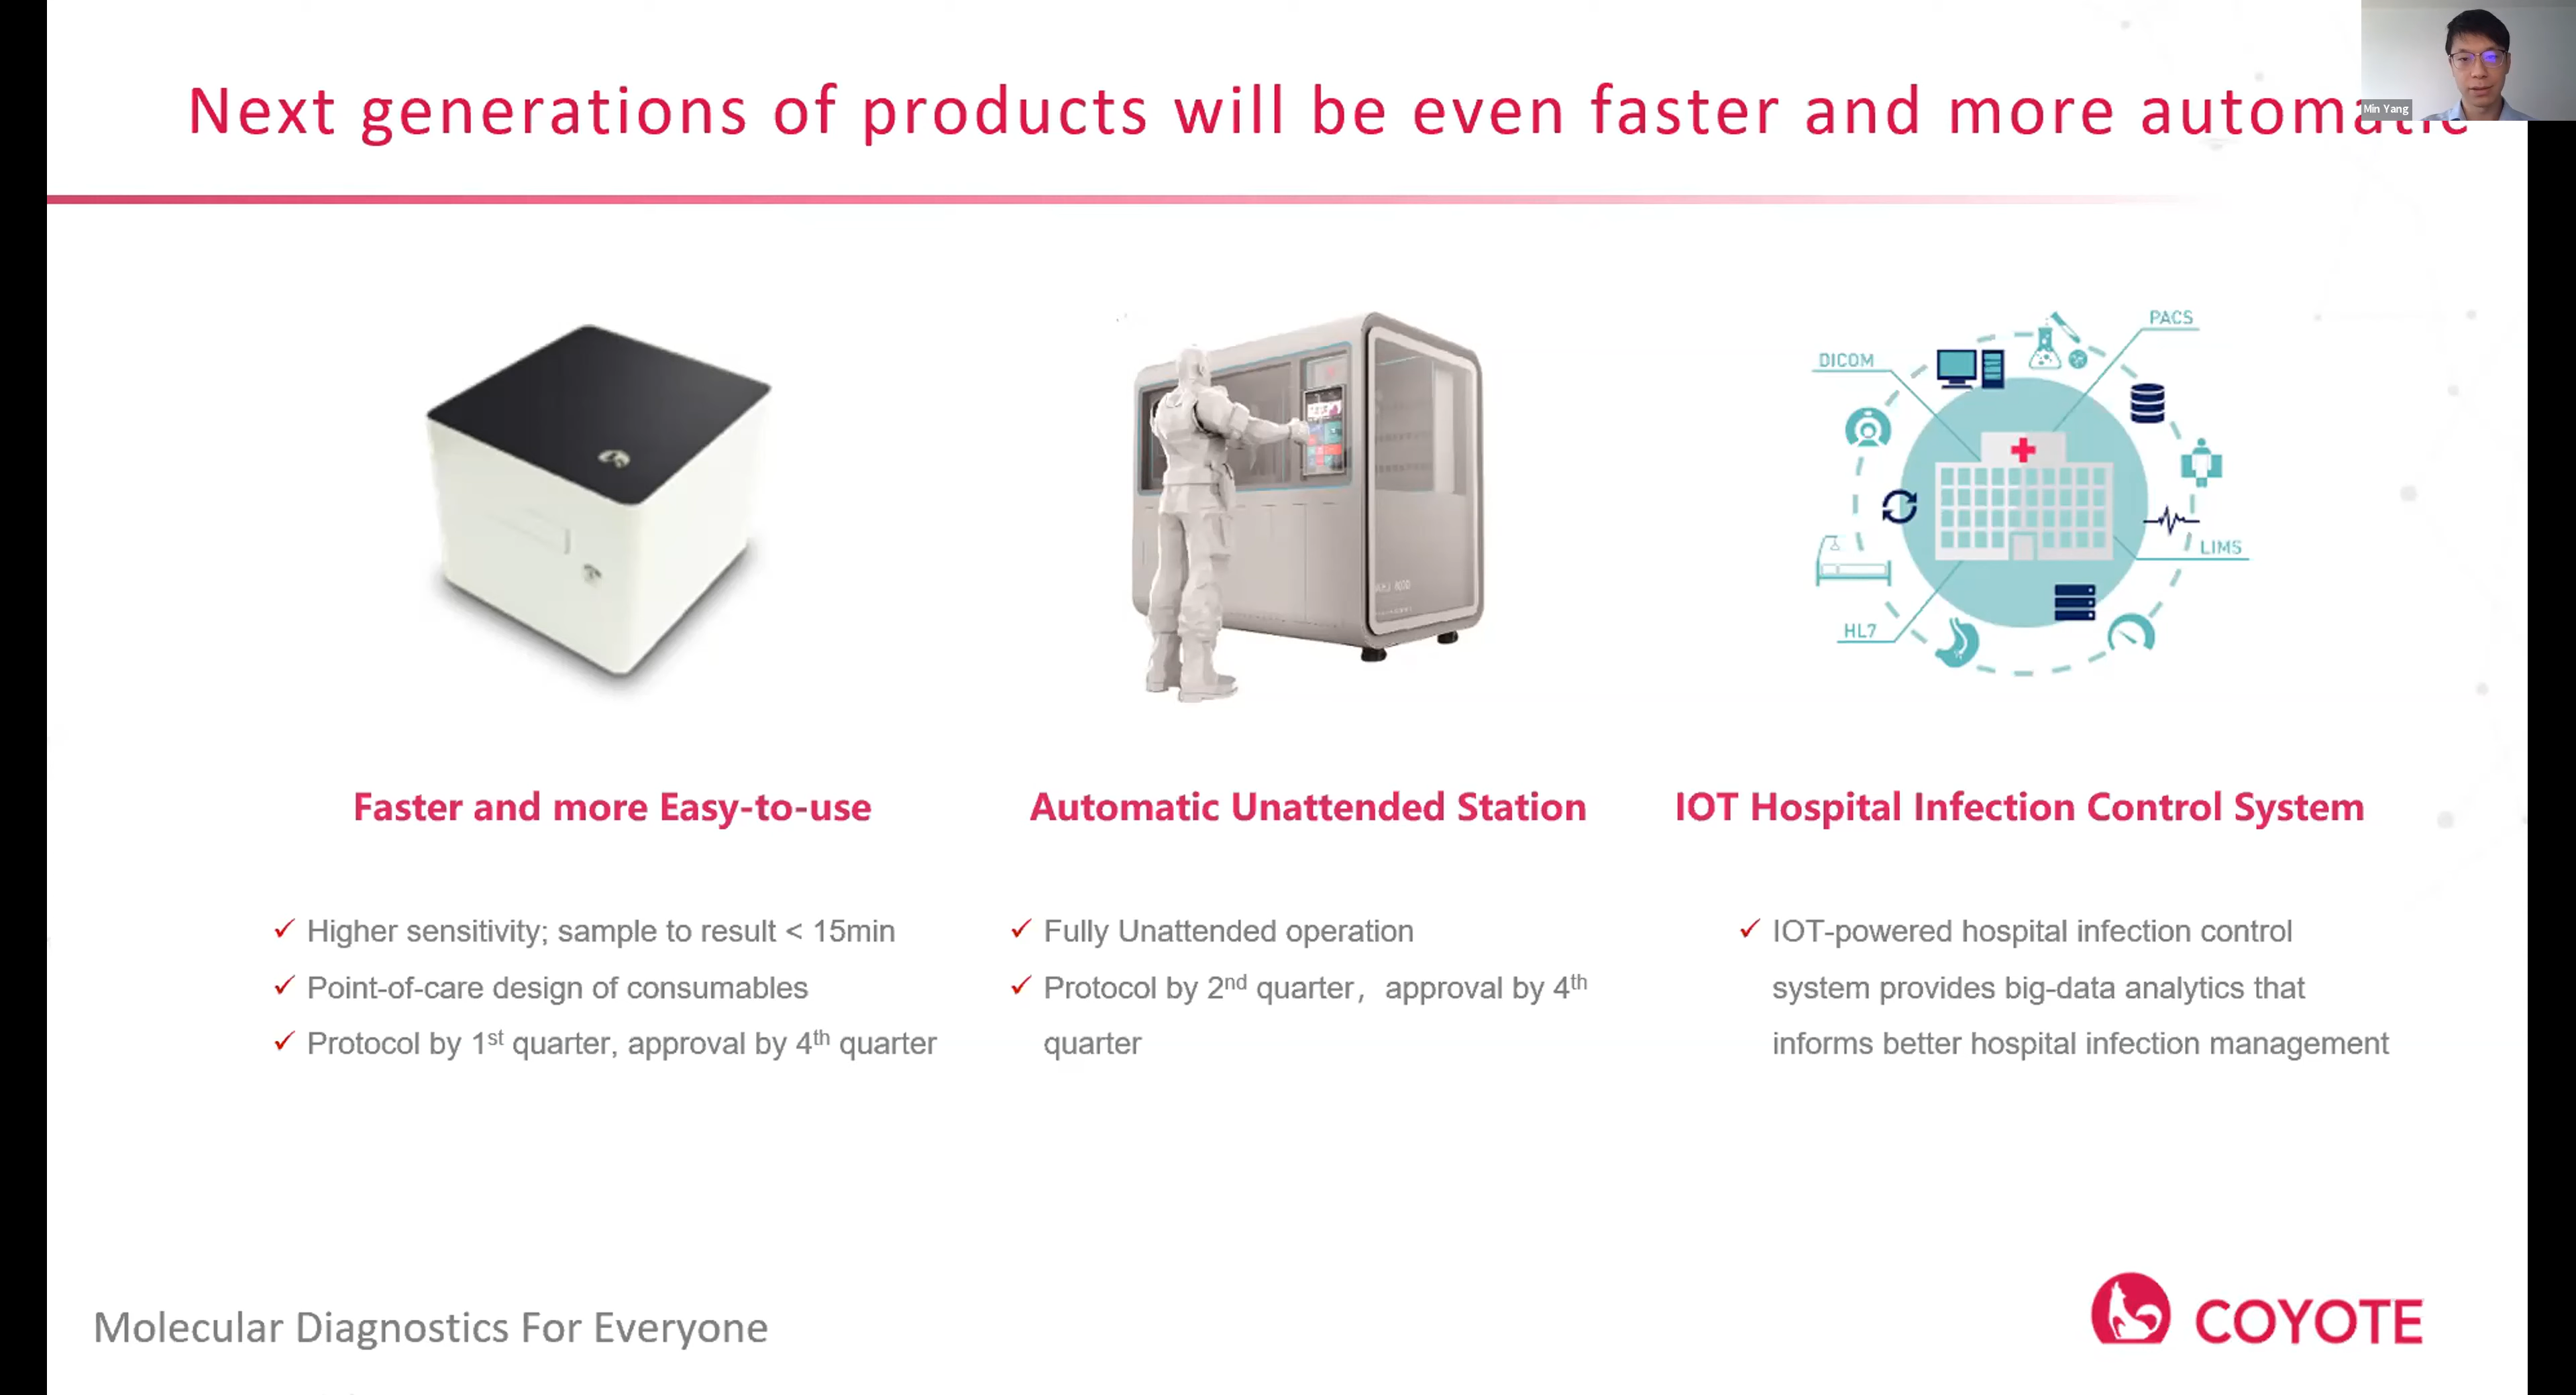 Next generations of products will be even faster and more automatic
Min Yang
DICOM
PACS
LIMS
HL7
Faster and more Easy-to-use
Automatic Unattended Station
IOT Hospital Infection Control System
✓ Higher sensitivity; sample to result < 15min
✓ Point-of-care design of consumables
✓ Protocol by 1st quarter, approval by 4th quarter
✓ Fully Unattended operation
✓ Protocol by 2nd quarter，approval by 4th
quarter
✓ IOT-powered hospital infection control
system provides big-data analytics that
informs better hospital infection management
Molecular Diagnostics For Everyone
COYOTE